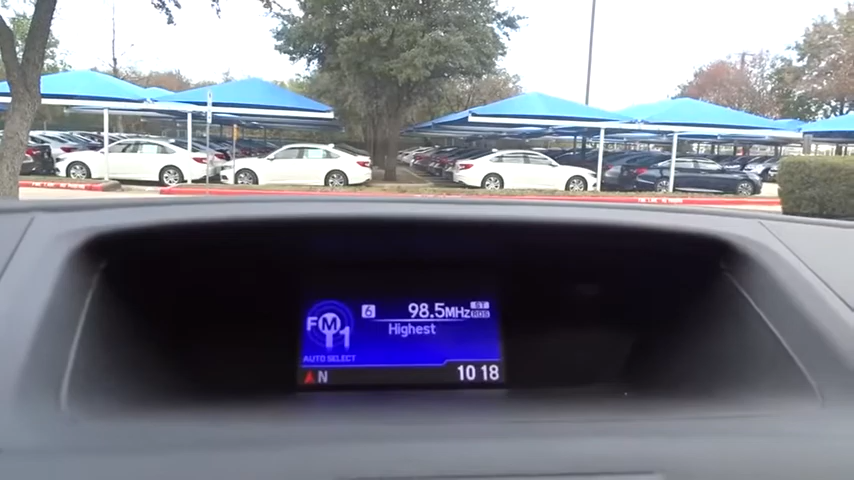 6 98.5MHz ST
RDS
FM1 Highest
AUTO SELECT
N 10 18